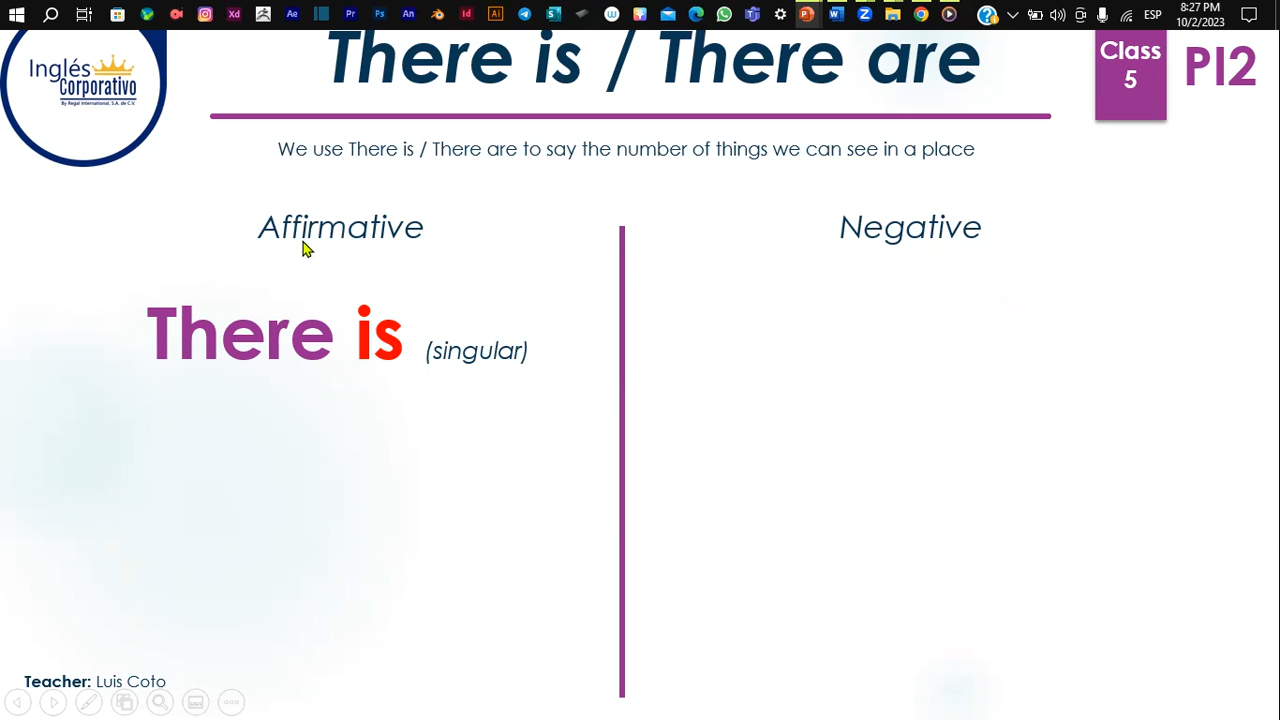 8:27 PM
ESP
10/2/2023
Inglés
Corporativo
By Regal International, S.A. de C.V.
There is / There are
Class
5
PI2
We use There is / There are to say the number of things we can see in a place
Affirmative
Negative
There is (singular)
Teacher: Luis Coto